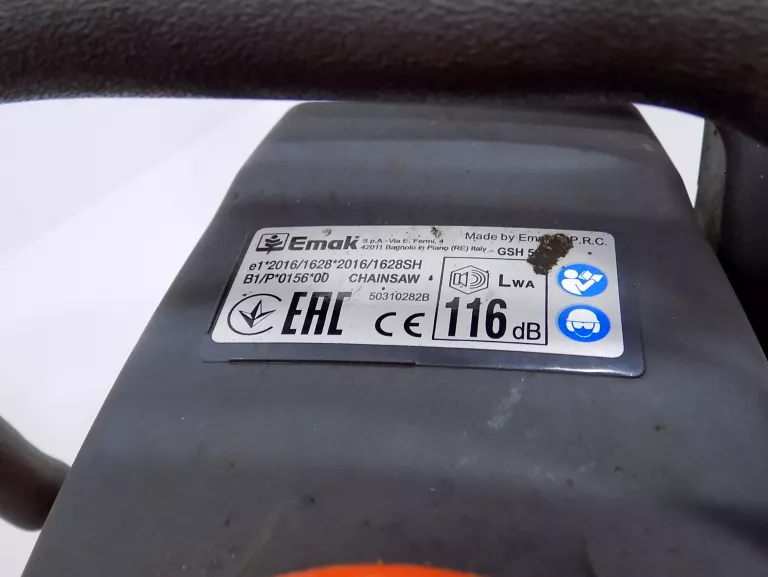 Emak S.p.A. - Via E. Fermi, 4 Made by Emak P.R.C.
42011 Bagnolo in Piano (RE) Italy - GSH
e1*2016/1628*2016/1628SH
B1/P*0156*00 CHAINSAW
50310282B
LWA
EAC CE 116 dB